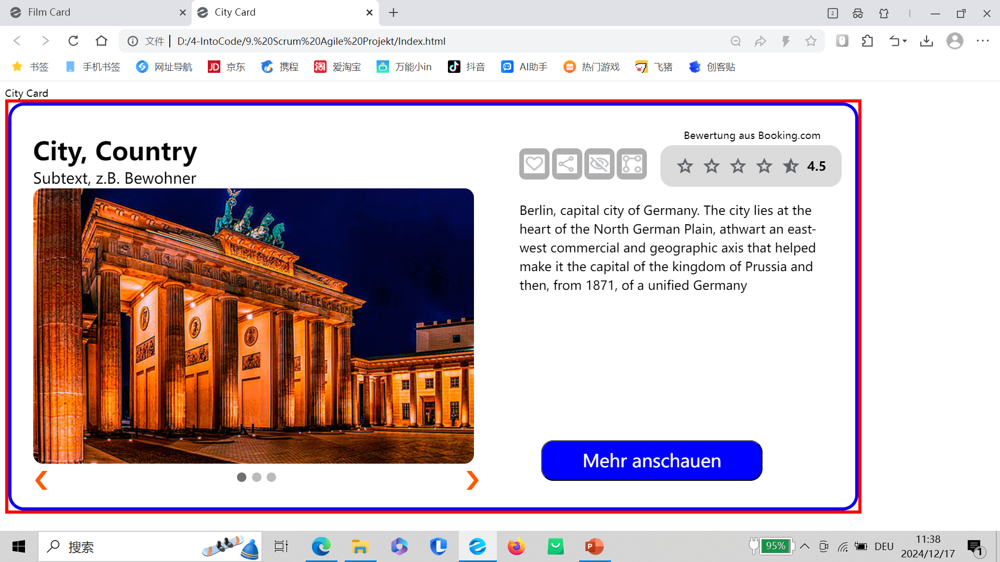 Film Card
City Card
2
文件
D:/4-IntoCode/9.%20Scrum%20Agile%20Projekt/Index.html
书签
手机书签
网址导航
JD 京东
携程
淘 爱淘宝
万能小in
抖音
AI助手
热门游戏
飞猪
创客贴
City Card
City, Country
Subtext, z.B. Bewohner
Bewertung aus Booking.com
4.5
Berlin, capital city of Germany. The city lies at the
heart of the North German Plain, athwart an east-
west commercial and geographic axis that helped
make it the capital of the kingdom of Prussia and
then, from 1871, of a unified Germany
Mehr anschauen
搜索
P
95%
DEU
11:38
2024/12/17
1